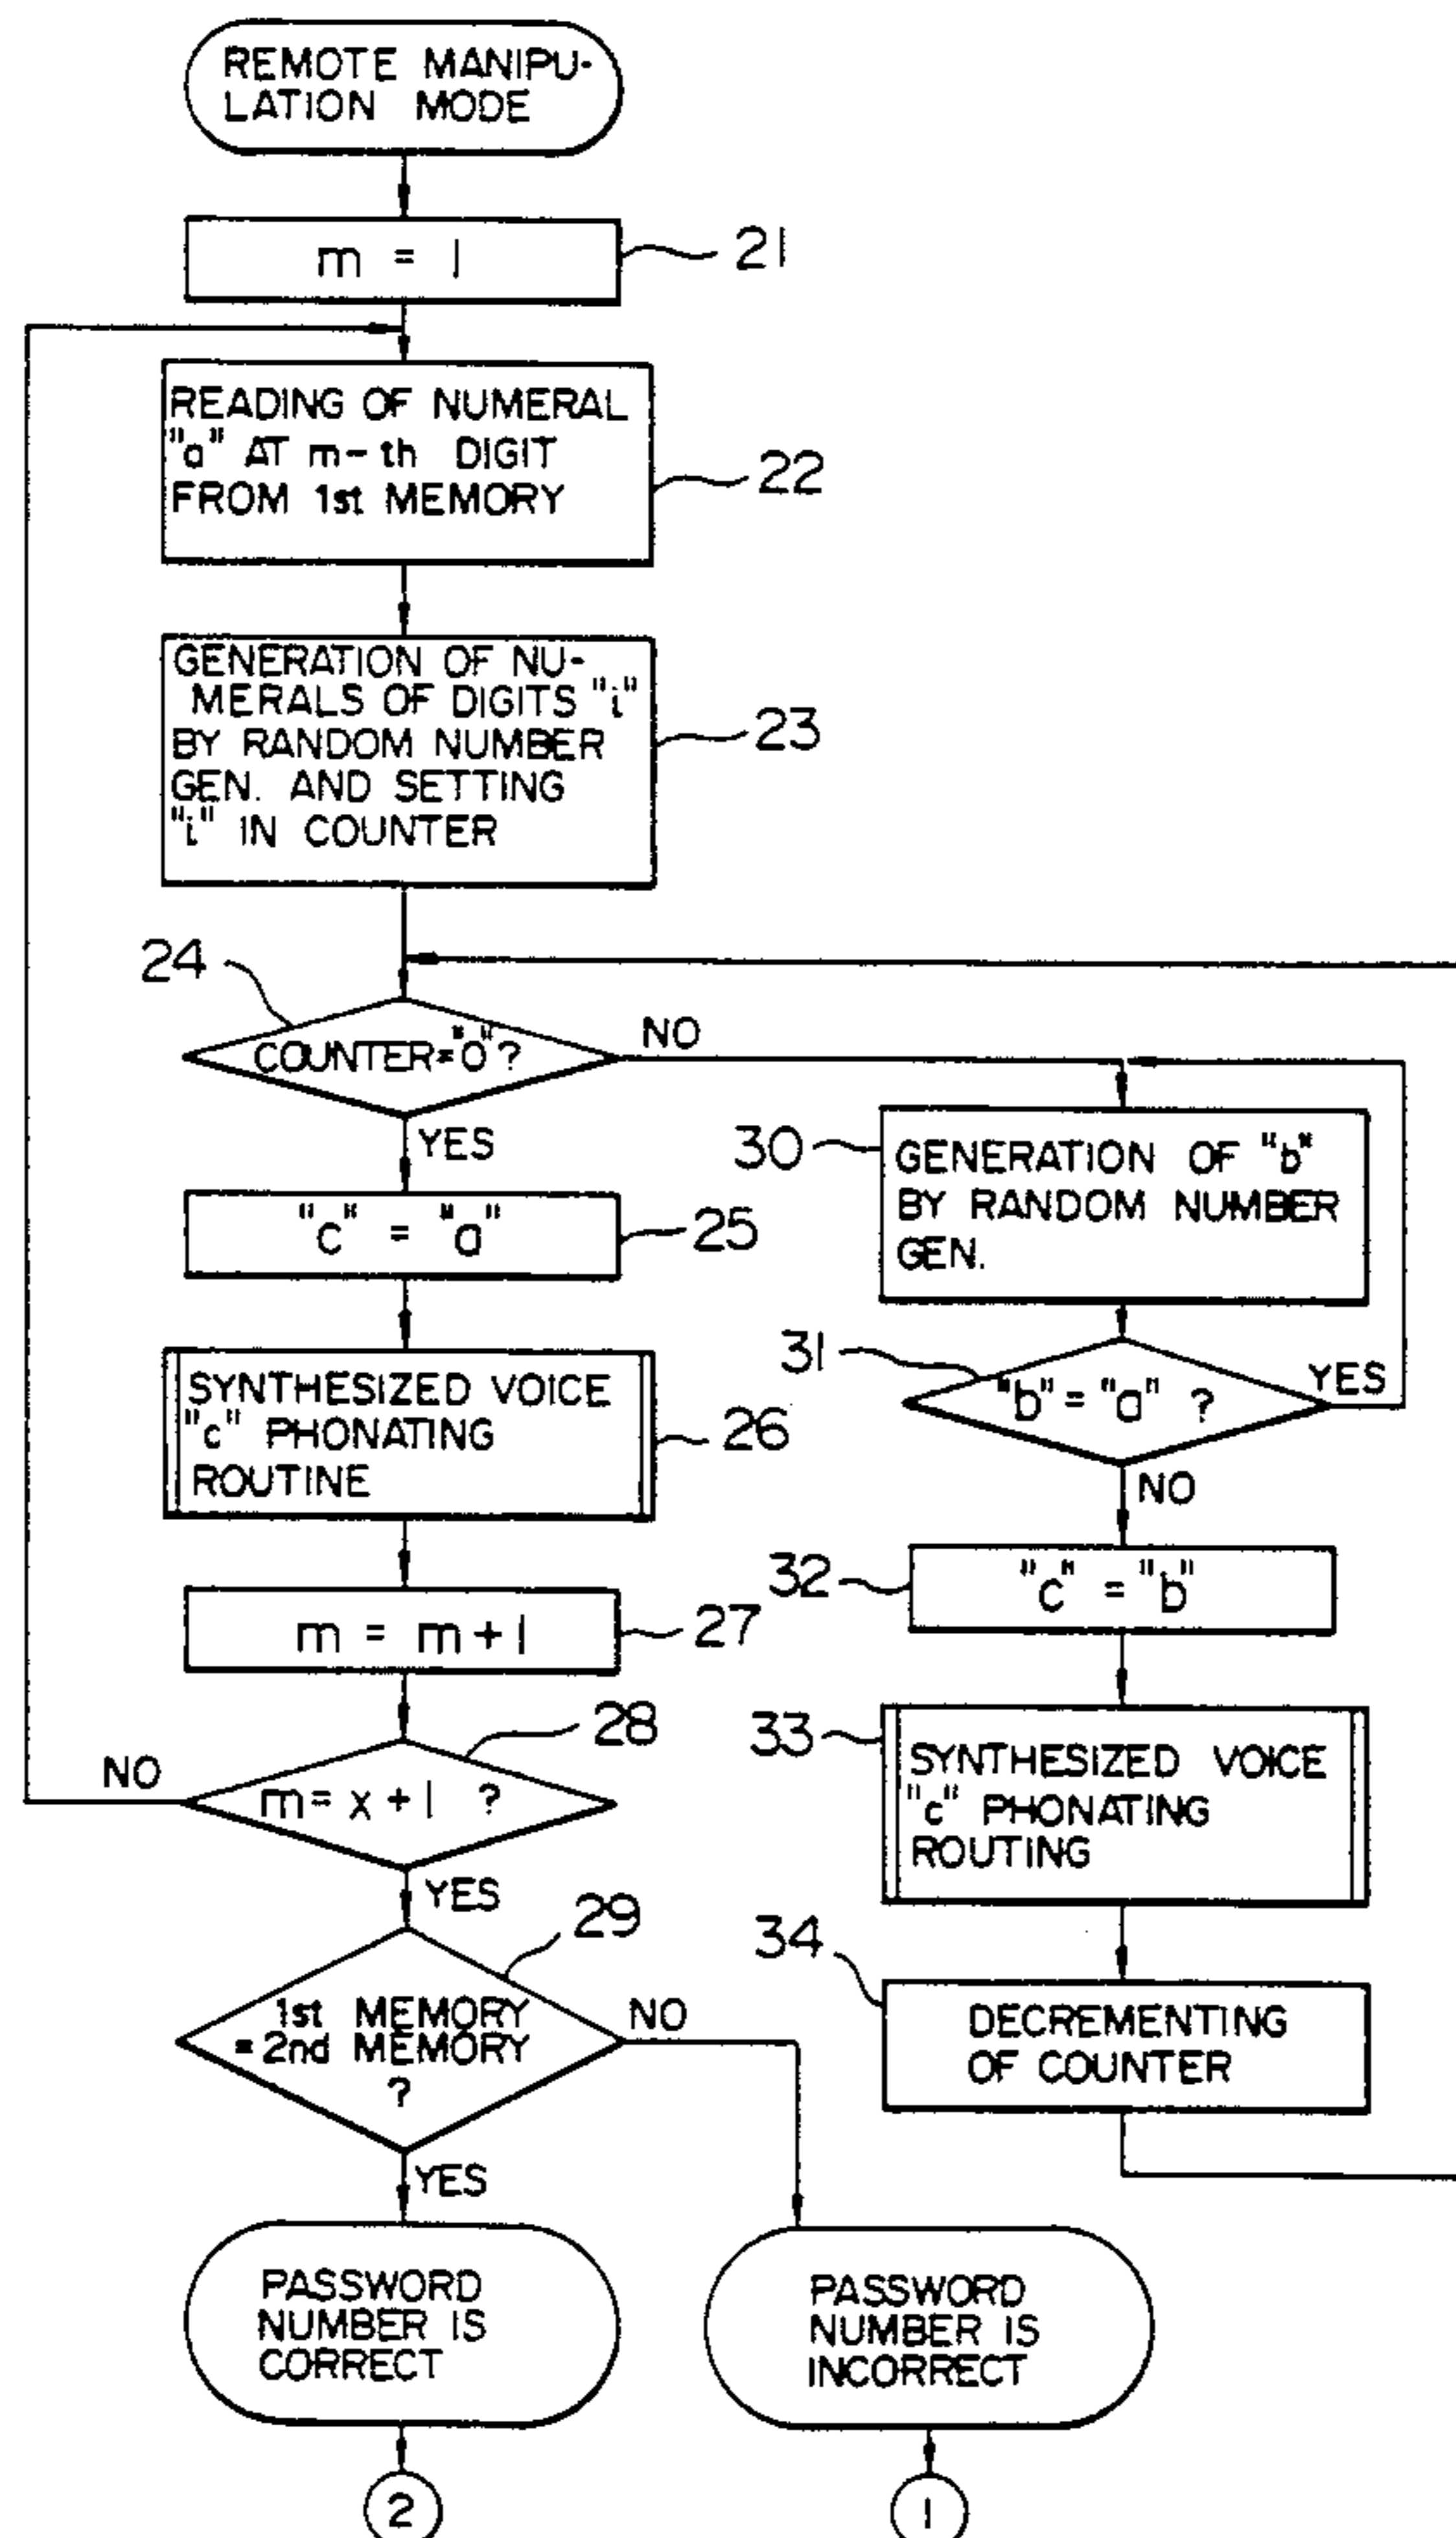 REMOTE MANIPU-
LATION MODE
m = 1
21
READING OF NUMERAL
"a" AT m-th DIGIT
FROM 1st MEMORY
22
GENERATION OF NU-
MERALS OF DIGITS "i"
BY RANDOM NUMBER
GEN. AND SETTING
"i" IN COUNTER
23
24
COUNTER="0"?
NO
YES
"c" = "a"
25
SYNTHESIZED VOICE
"c" PHONATING
ROUTINE
26
m = m+1
27
28
m = x + 1 ?
NO
YES
29
1st MEMORY
= 2nd MEMORY
?
NO
YES
PASSWORD
NUMBER IS
CORRECT
2
30
GENERATION OF "b"
BY RANDOM NUMBER
GEN.
31
"b" = "a" ?
YES
NO
32
"c" = "b"
33
SYNTHESIZED VOICE
"c" PHONATING
ROUTING
34
DECREMENTING
OF COUNTER
PASSWORD
NUMBER IS
INCORRECT
1